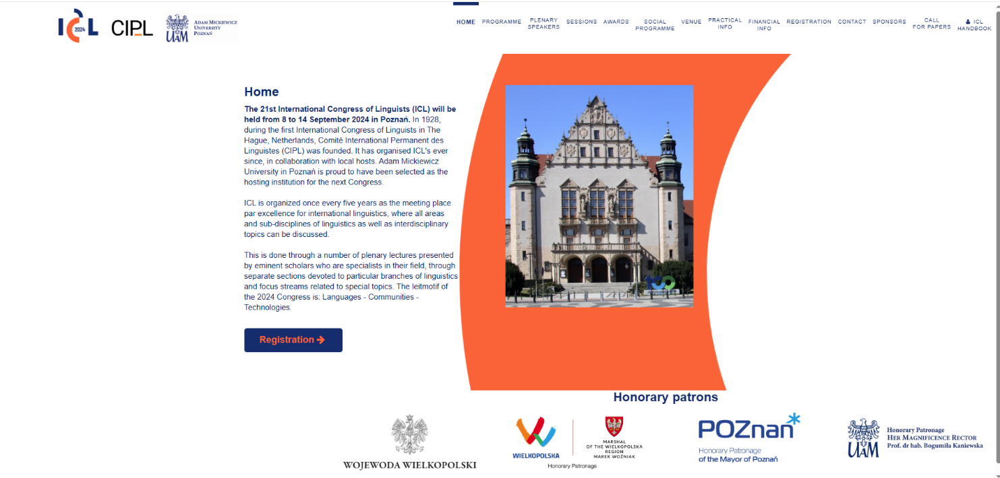 ICL
2024
CIPL
UAM
ADAM MICKIEWICZ
UNIVERSITY
POZNAŃ
HOME
PROGRAMME
PLENARY
SPEAKERS
SESSIONS
AWARDS
SOCIAL
PROGRAMME
VENUE
PRACTICAL
INFO
FINANCIAL
INFO
REGISTRATION
CONTACT
SPONSORS
CALL
FOR PAPERS
ICL
HANDBOOK
Home
The 21st International Congress of Linguists (ICL) will be
held from 8 to 14 September 2024 in Poznań. In 1928,
during the first International Congress of Linguists in The
Hague, Netherlands, Comité International Permanent des
Linguistes (CIPL) was founded. It has organised ICL's ever
since, in collaboration with local hosts. Adam Mickiewicz
University in Poznań is proud to have been selected as the
hosting institution for the next Congress.
ICL is organized once every five years as the meeting place
par excellence for international linguistics, where all areas
and sub-disciplines of linguistics as well as interdisciplinary
topics can be discussed.
This is done through a number of plenary lectures presented
by eminent scholars who are specialists in their field, through
separate sections devoted to particular branches of linguistics
and focus streams related to special topics. The leitmotif of
the 2024 Congress is: Languages - Communities -
Technologies.
Registration
100
Honorary patrons
WOJEWODA WIELKOPOLSKI
WIELKOPOLSKA
MARSHAL
OF THE WIELKOPOLSKA
REGION
MAREK WOŹNIAK
Honorary Patronage
POZnan*
Honorary Patronage
of the Mayor of Poznań
UAM
Honorary Patronage
HER MAGNIFICENCE RECTOR
Prof. dr hab. Bogumiła Kaniewska